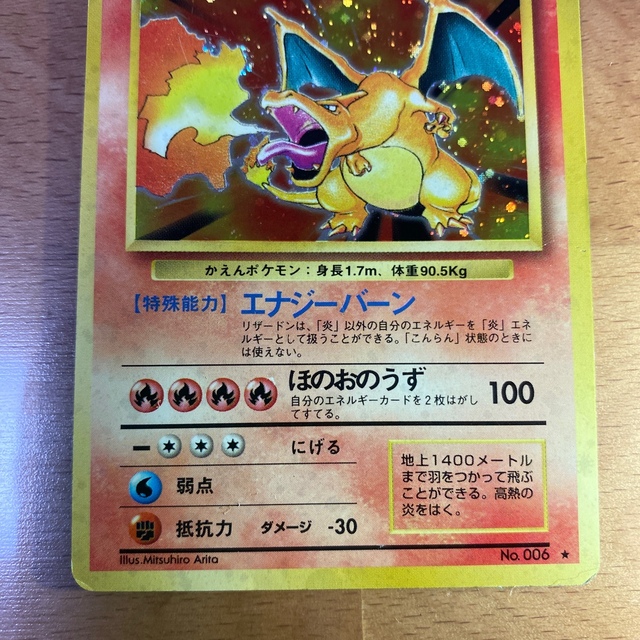 かえんポケモン：身長1.7m、体重90.5Kg
【特殊能力】エナジーバーン
リザードンは、「炎」以外の自分のエネルギーを「炎」エネ
ルギーとして扱うことができる。「こんらん」状態のときに
は使えない。
ほのおのうず 100
自分のエネルギーカードを2枚はがし
てすてる。
にげる
弱点
抵抗力 ダメージ -30
地上1400メートル
まで羽をつかって飛ぶ
ことができる。高熱の
炎をはく。
Illus.Mitsuhiro Arita
No. 006 ★